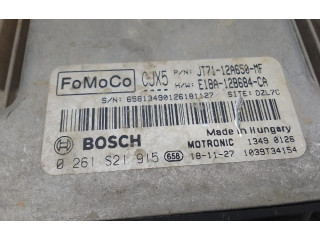 FoMoCo CJX5 P/N: JT71-12A650-MF
H/W: E1BA-12B684-CA
S/N: 65813490126181127 SITE: DZL7C
Made in Hungary
BOSCH MOTRONIC 1349 0126
0 261 S21 915 658 18-11-27 1039T34154